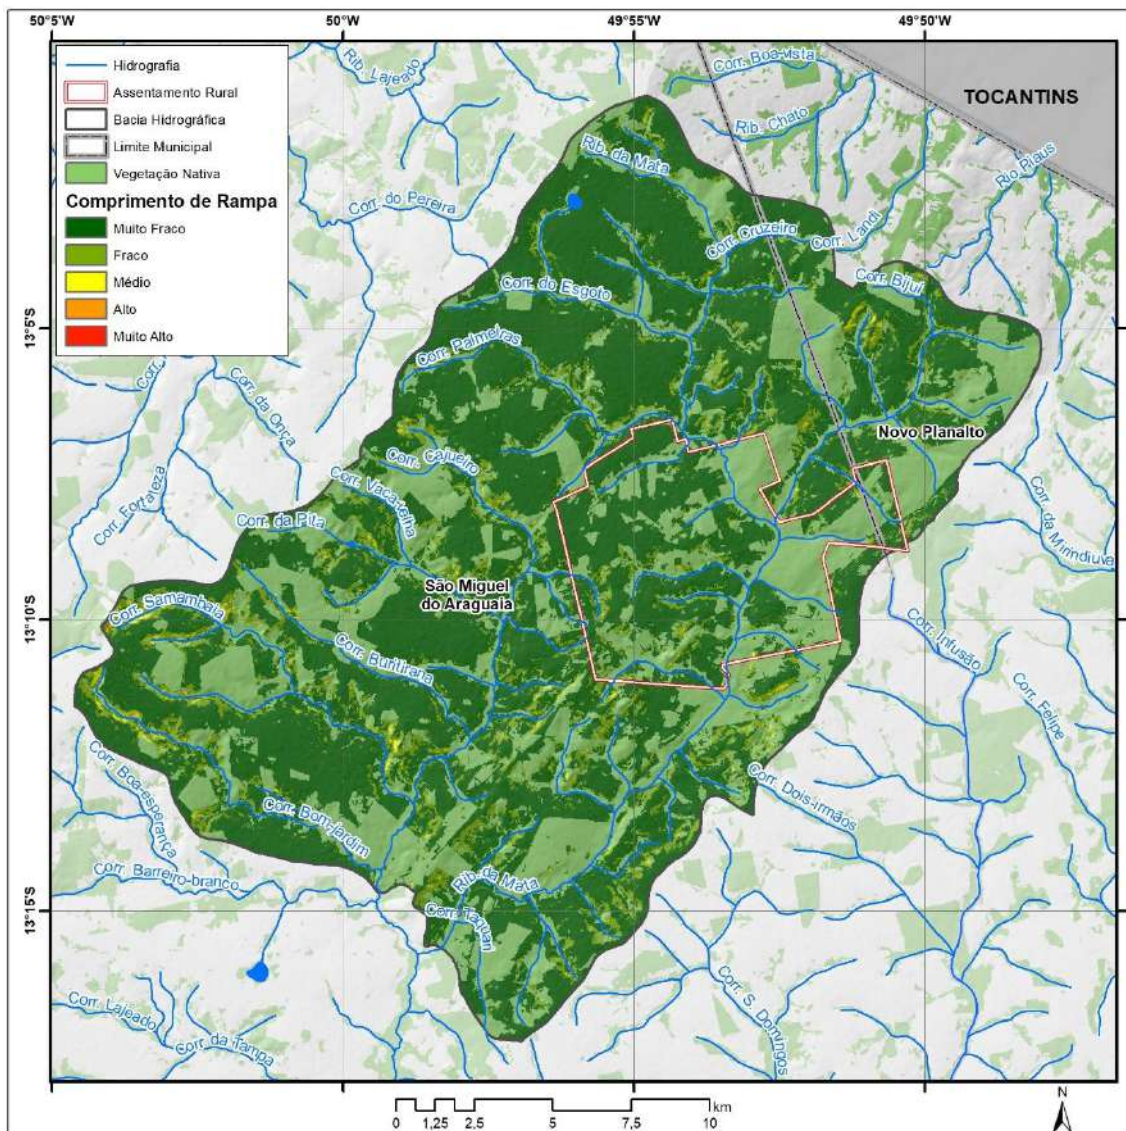 50°5'W
50°W
49°55'W
49°50'W
Hidrografia
Assentamento Rural
Bacia Hidrográfica
Limite Municipal
Vegetação Nativa
Comprimento de Rampa
Muito Fraco
Fraco
Médio
Alto
Muito Alto
TOCANTINS
Rib. Lajeado
Corr. Boa-vista
Rib. Chato
Rio Piaus
Rib. da Mata
Corr. do Pereira
Corr. Cruzeiro
Corr. Landi
Corr. Bijuí
Corr. do Esgoto
13°5'S
Corr. Palmeiras
Corr.
Corr. da Onça
Novo Planalto
Corr. Cajueiro
Corr. Fortaleza
Corr. da Pita
Corr. da Mirindiuva
São Miguel
do Araguaia
13°10'S
Corr. Samambaia
Corr. Buritirana
Corr. Infusão
Corr. Felipe
Corr. Boa-esperança
Corr. Dois-irmãos
Corr. Bom-jardim
Corr. Barreiro-branco
Rib. da Mata
Corr. Taquari
13°15'S
Corr. S. Domingos
Corr. Lajeado
Corr. da Tampa
N
0 1,25 2,5 5 7,5 10 km